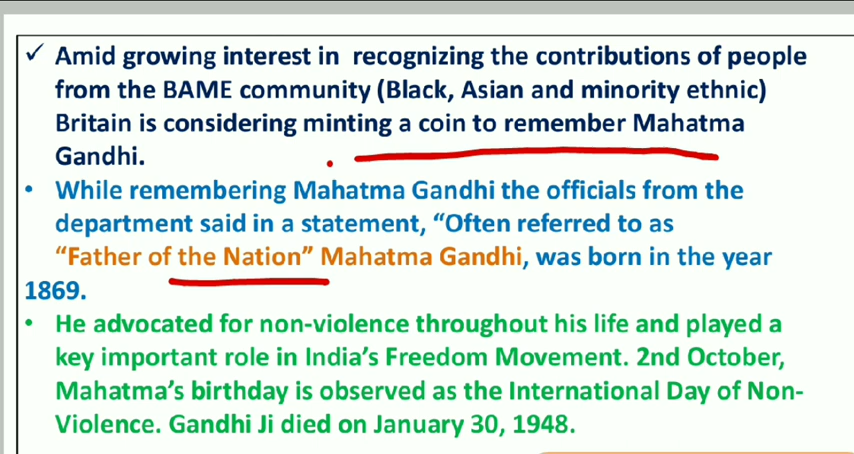 ✓ Amid growing interest in recognizing the contributions of people
from the BAME community (Black, Asian and minority ethnic)
Britain is considering minting a coin to remember Mahatma
Gandhi.
• While remembering Mahatma Gandhi the officials from the
department said in a statement, “Often referred to as
“Father of the Nation” Mahatma Gandhi, was born in the year
1869.
• He advocated for non-violence throughout his life and played a
key important role in India’s Freedom Movement. 2nd October,
Mahatma’s birthday is observed as the International Day of Non-
Violence. Gandhi Ji died on January 30, 1948.